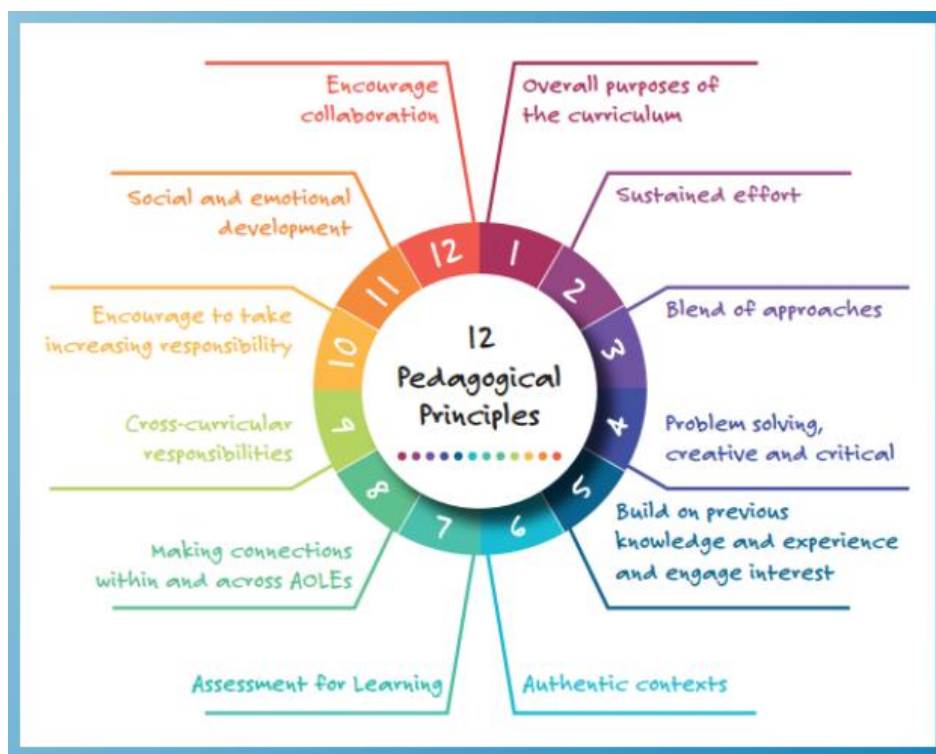 12
Pedagogical
Principles
1
Overall purposes of
the curriculum
2
Sustained effort
3
Blend of approaches
4
Problem solving,
creative and critical
5
Build on previous
knowledge and experience
and engage interest
6
Authentic contexts
7
Assessment for Learning
8
Making connections
within and across AOLEs
9
Cross-curricular
responsibilities
10
Encourage to take
increasing responsibility
11
Social and emotional
development
12
Encourage
collaboration